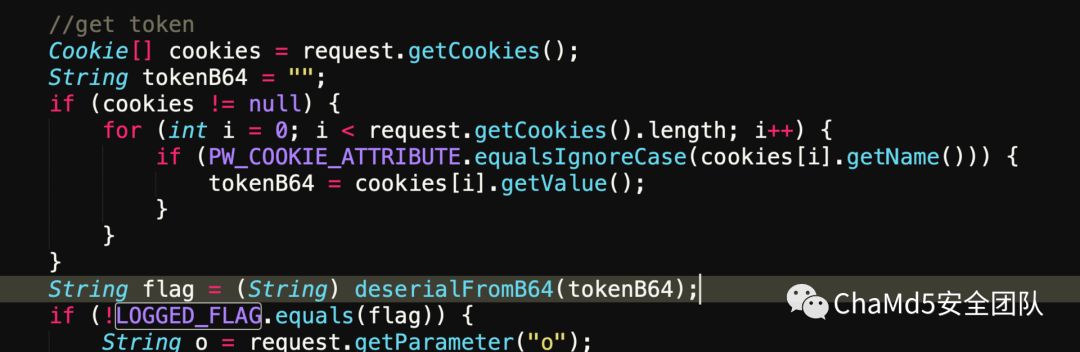 //get token
Cookie[] cookies = request.getCookies();
String tokenB64 = "";
if (cookies != null) {
for (int i = 0; i < request.getCookies().length; i++) {
if (PW_COOKIE_ATTRIBUTE.equalsIgnoreCase(cookies[i].getName())) {
tokenB64 = cookies[i].getValue();
}
}
}
String flag = (String) deserialFromB64(tokenB64);
if (!LOGGED_FLAG.equals(flag)) {
String o = request.getParameter("o");
ChaMd5安全团队